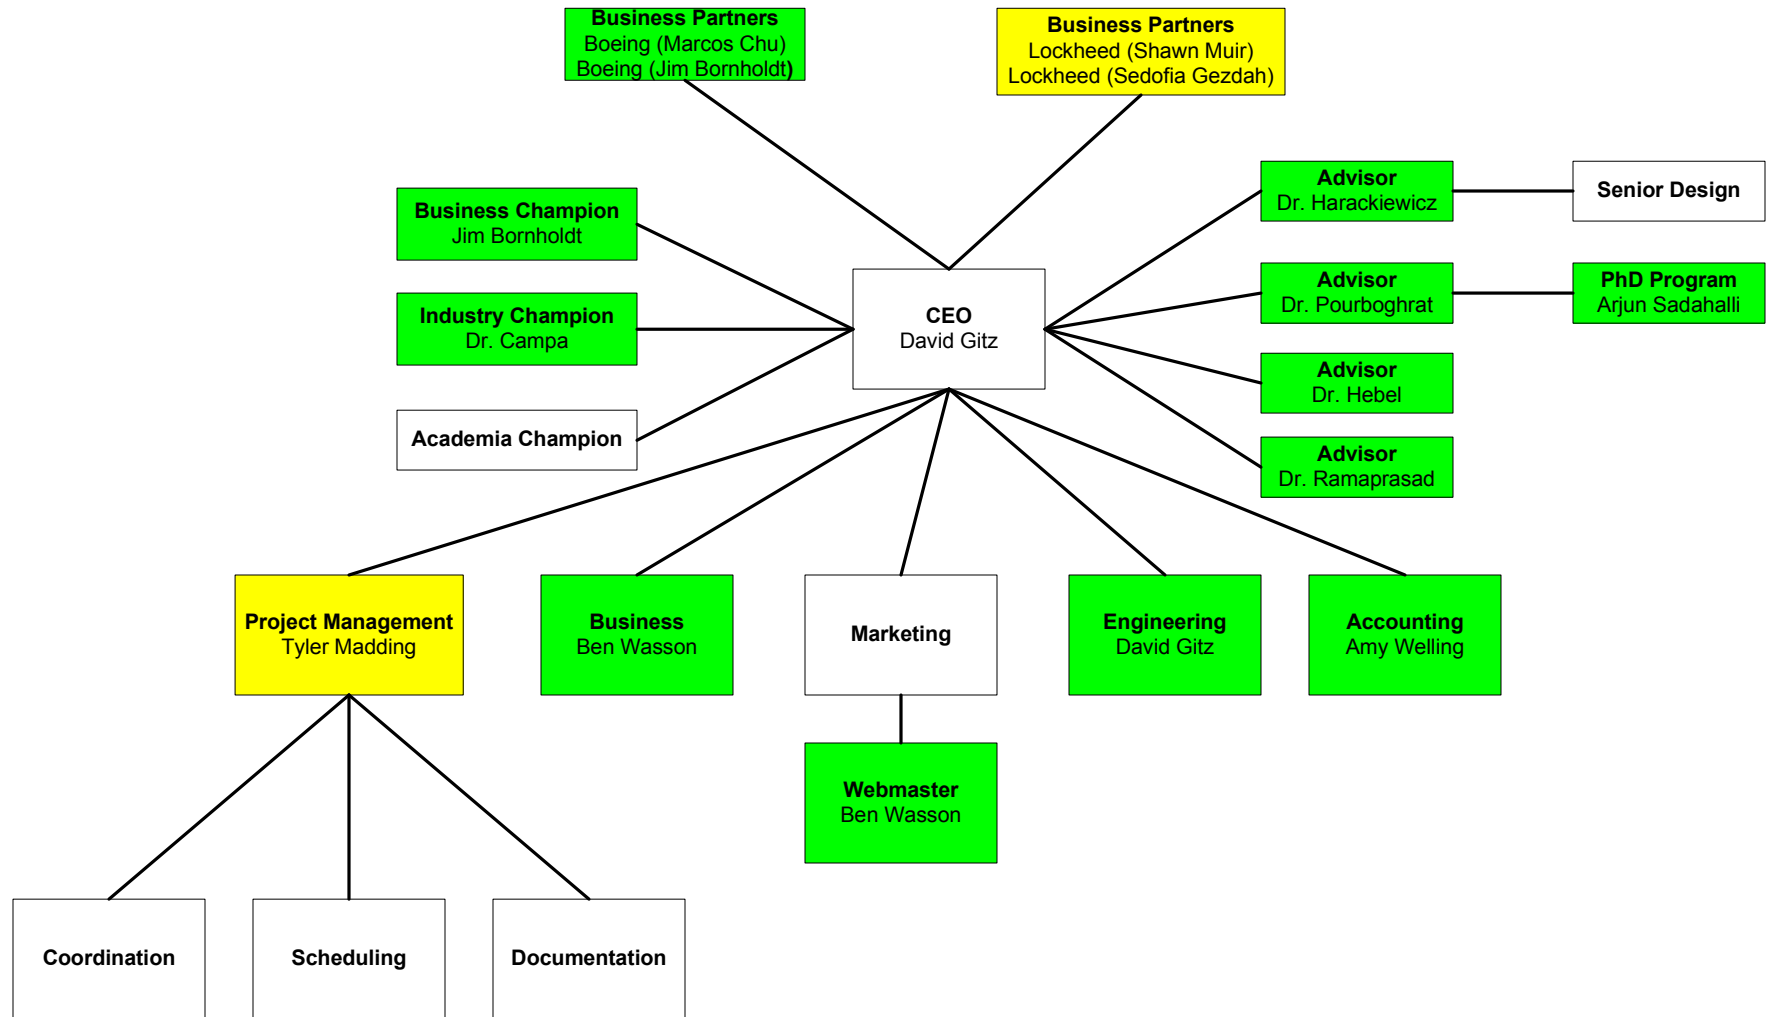 Business Partners
Boeing (Marcos Chu)
Boeing (Jim Bornholdt)
Business Partners
Lockheed (Shawn Muir)
Lockheed (Sedofia Gezdah)
Advisor
Dr. Harackiewicz
Senior Design
Business Champion
Jim Bornholdt
Advisor
Dr. Pourboghrat
PhD Program
Arjun Sadahalli
Industry Champion
Dr. Campa
CEO
David Gitz
Advisor
Dr. Hebel
Academia Champion
Advisor
Dr. Ramaprasad
Project Management
Tyler Madding
Business
Ben Wasson
Marketing
Engineering
David Gitz
Accounting
Amy Welling
Webmaster
Ben Wasson
Coordination
Scheduling
Documentation